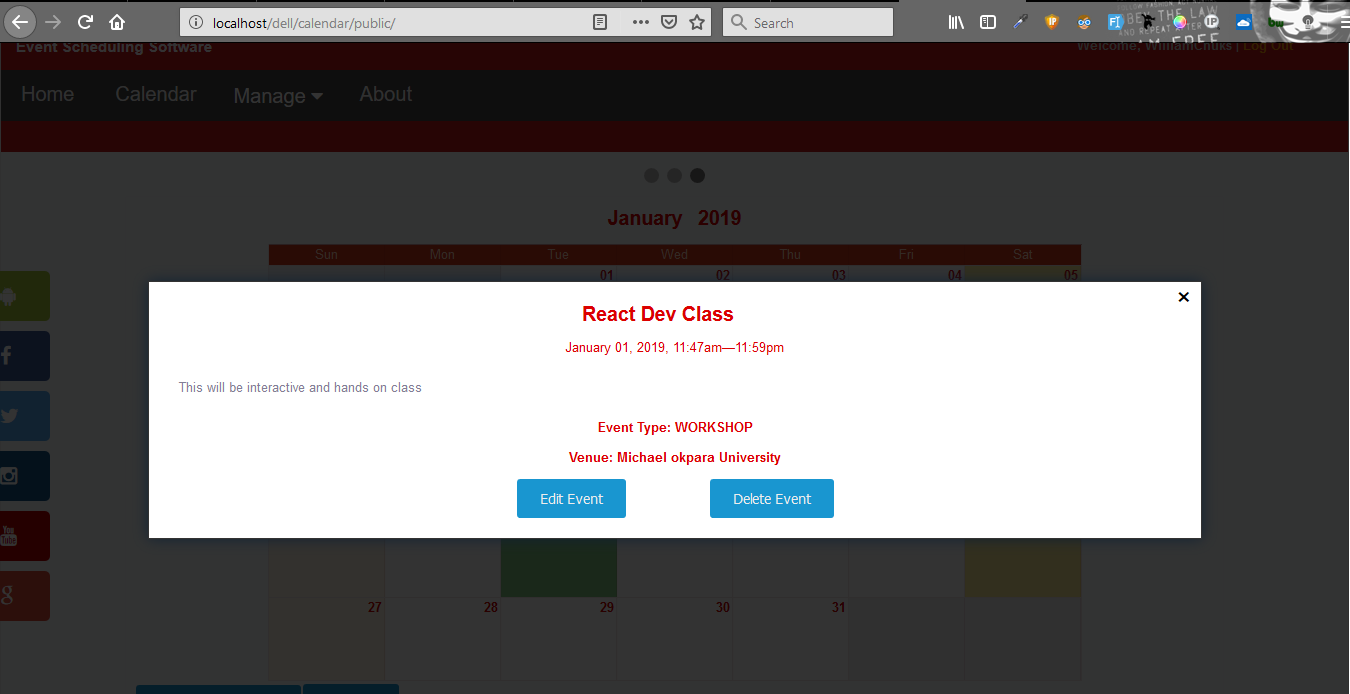 localhost/dell/calendar/public/
Search
Event Scheduling Software
Welcome, WilliamChuks | Log Out
Home Calendar Manage About
January 2019
Sun Mon Tue Wed Thu Fri Sat
01 02 03 04 05
×
React Dev Class
January 01, 2019, 11:47am—11:59pm
This will be interactive and hands on class
Event Type: WORKSHOP
Venue: Michael okpara University
Edit Event Delete Event
You
Tube
27 28 29 30 31